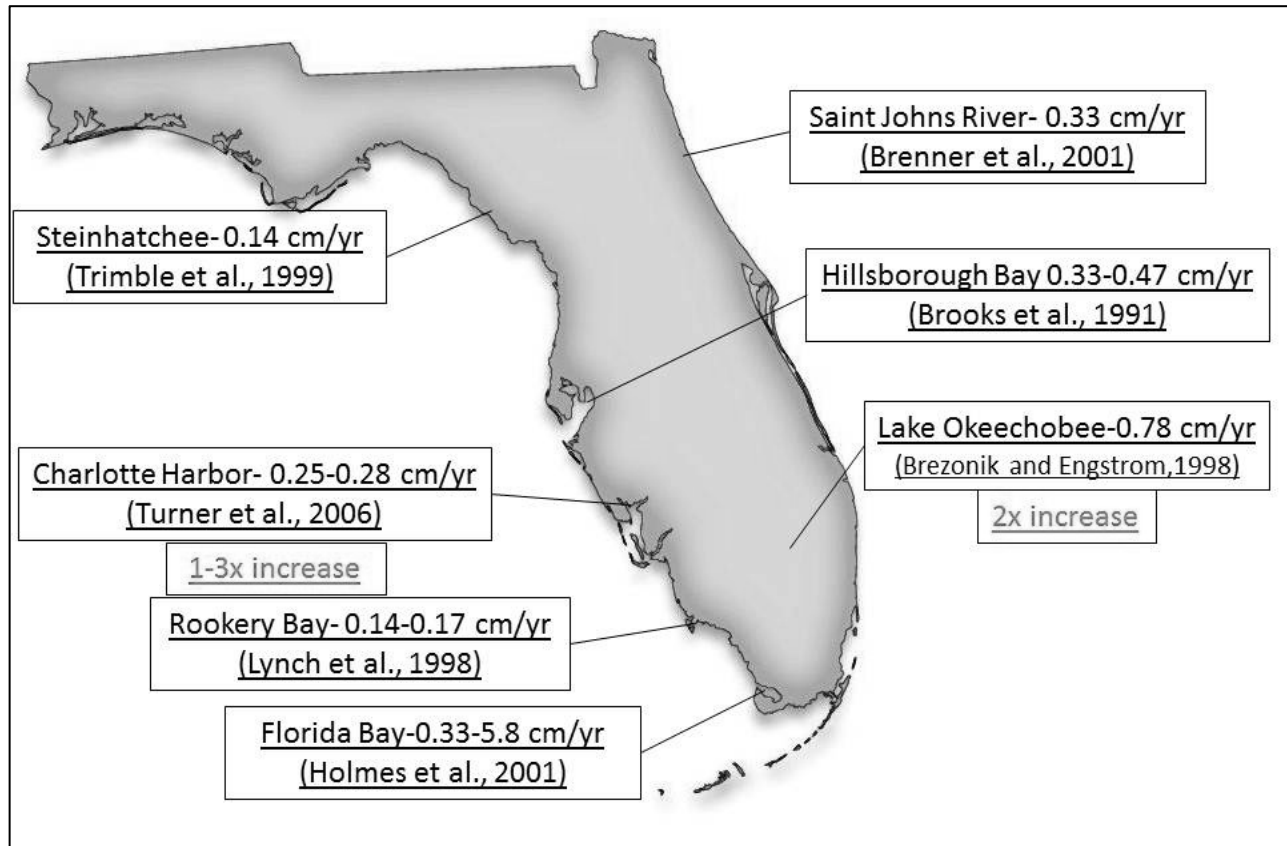 Saint Johns River- 0.33 cm/yr
(Brenner et al., 2001)
Steinhatchee- 0.14 cm/yr
(Trimble et al., 1999)
Hillsborough Bay 0.33-0.47 cm/yr
(Brooks et al., 1991)
Lake Okeechobee-0.78 cm/yr
(Brezonik and Engstrom,1998)
2x increase
Charlotte Harbor- 0.25-0.28 cm/yr
(Turner et al., 2006)
1-3x increase
Rookery Bay- 0.14-0.17 cm/yr
(Lynch et al., 1998)
Florida Bay-0.33-5.8 cm/yr
(Holmes et al., 2001)